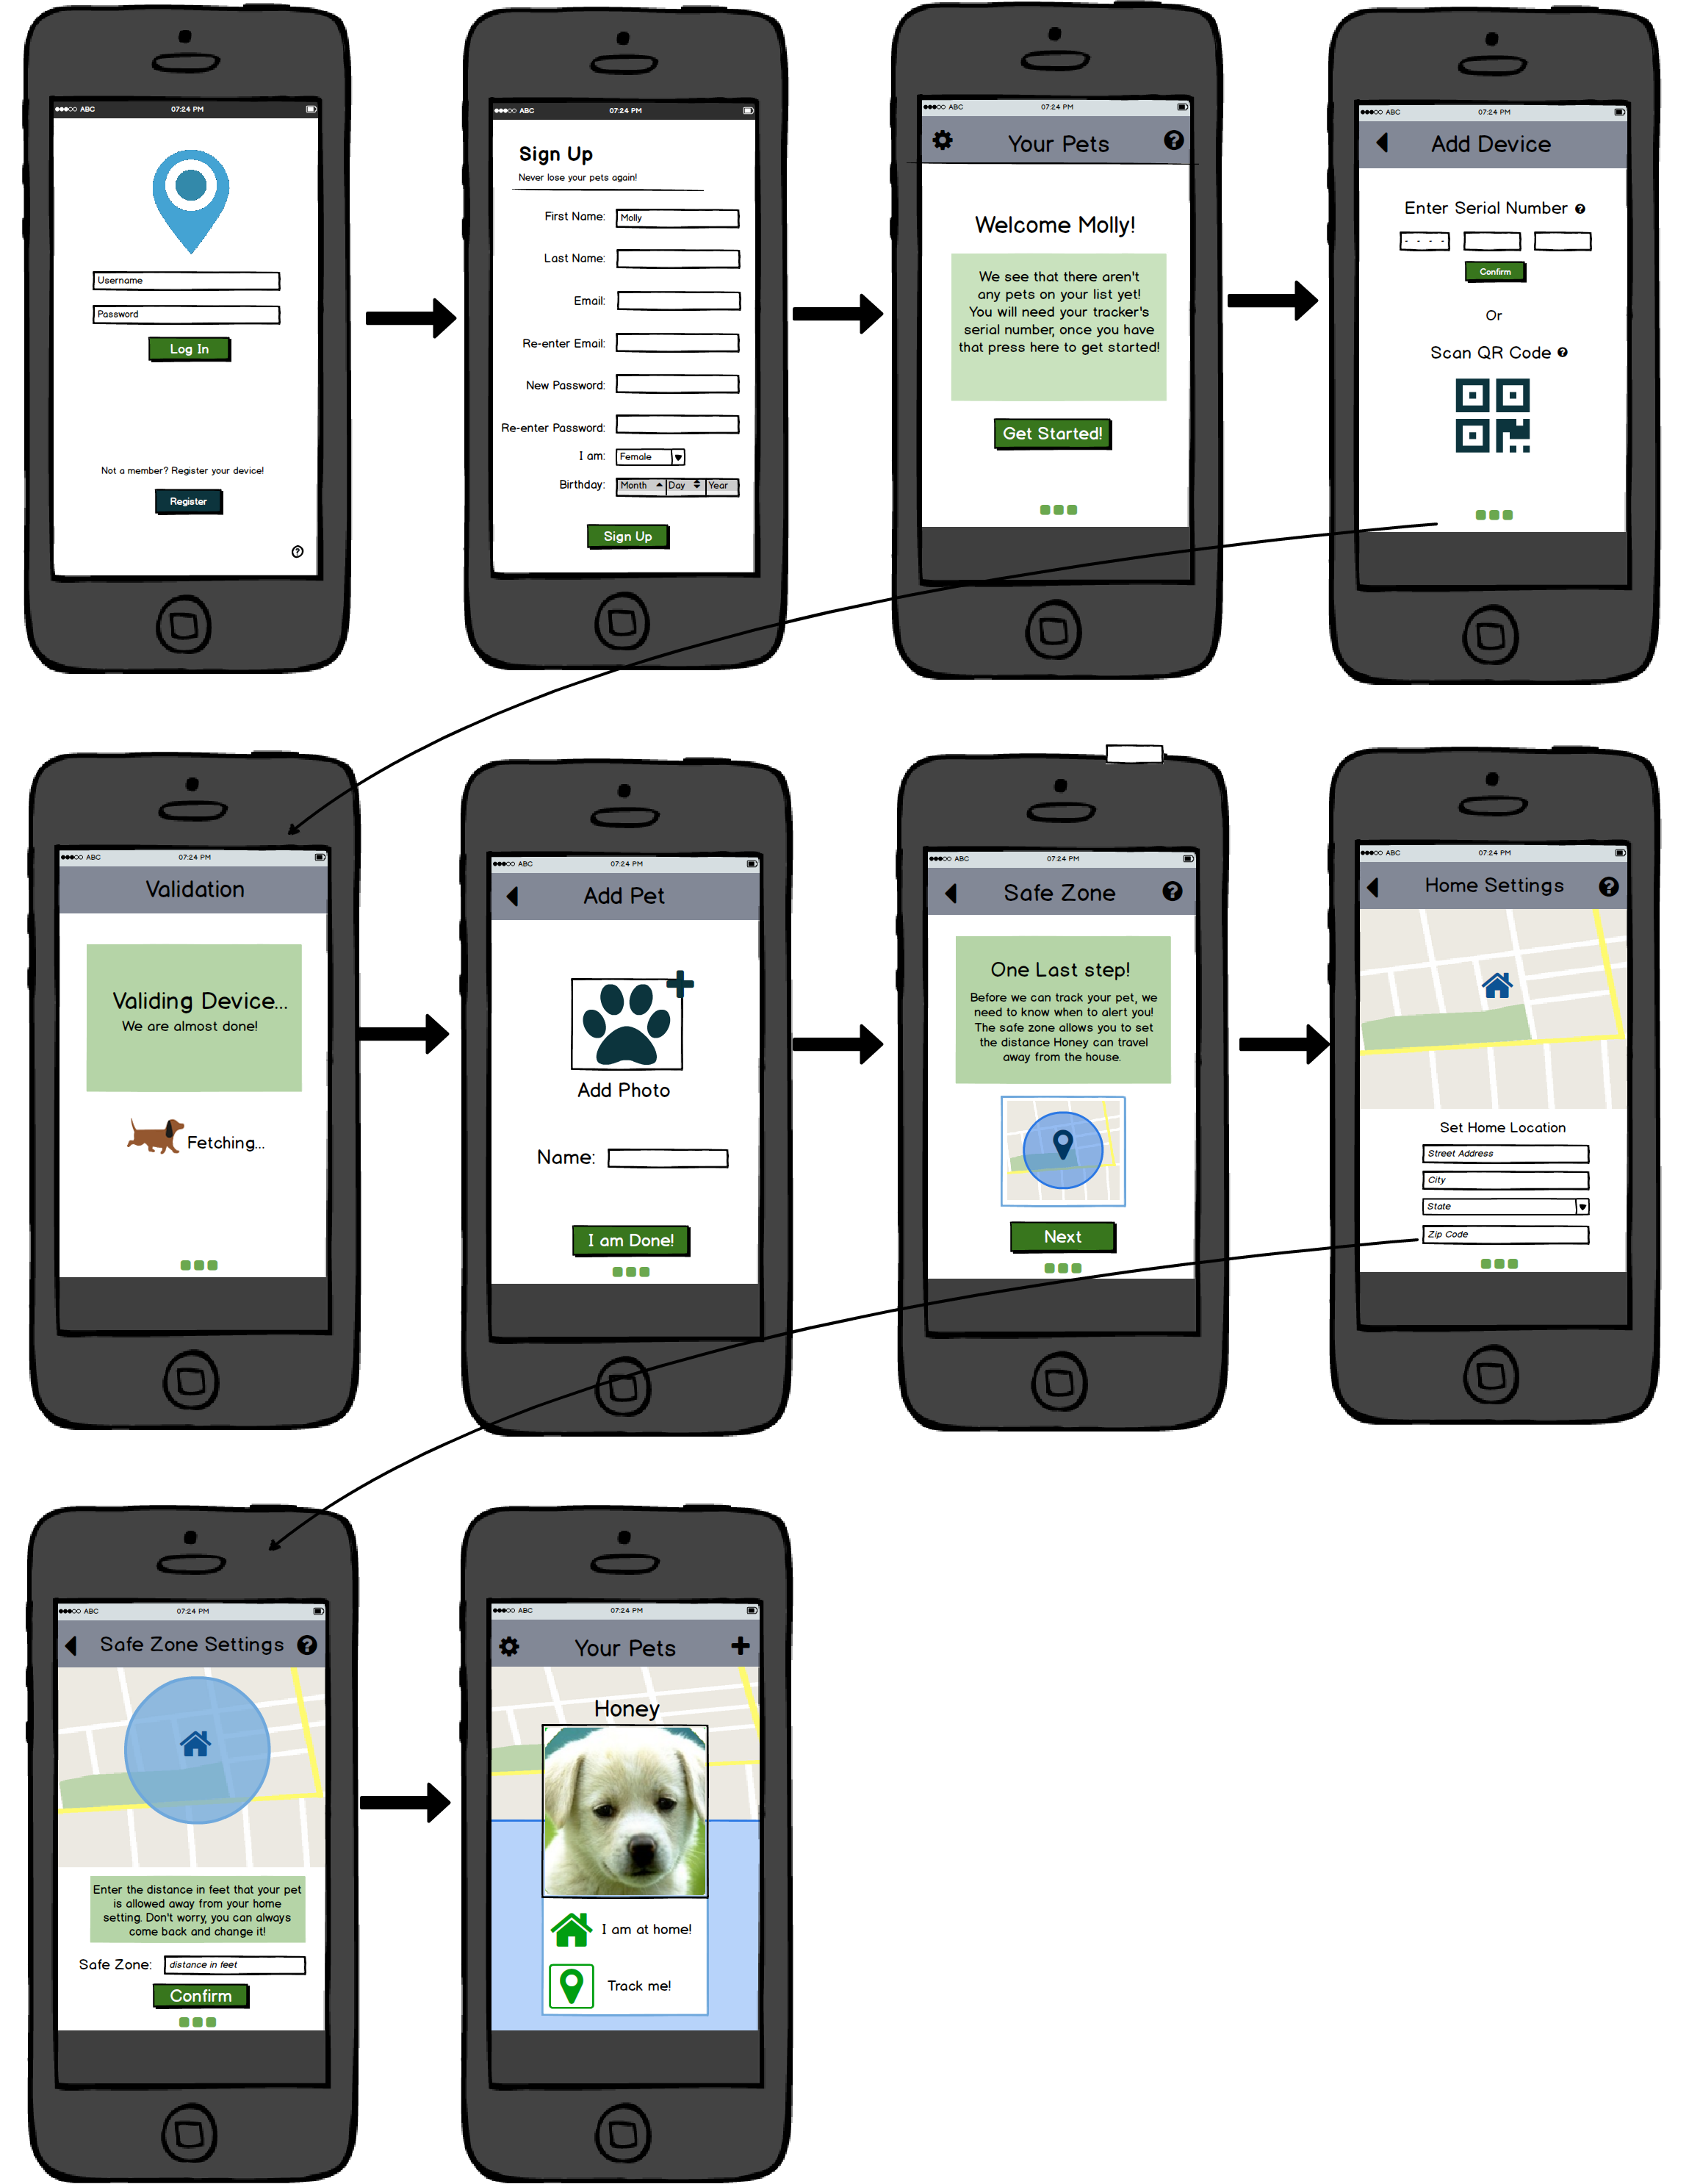 ABC 07:24 PM
Username
Password
Log In
Not a member? Register your device!
Register
?
ABC 07:24 PM
Sign Up
Never lose your pets again!
First Name: Molly
Last Name:
Email:
Re-enter Email:
New Password:
Re-enter Password:
I am: Female
Birthday: Month Day Year
Sign Up
ABC 07:24 PM
Your Pets ?
Welcome Molly!
We see that there aren't
any pets on your list yet!
You will need your tracker's
serial number, once you have
that press here to get started!
Get Started!
ABC 07:24 PM
Add Device
Enter Serial Number ?
- - - -
Confirm
Or
Scan QR Code ?
ABC 07:24 PM
Validation
Validing Device...
We are almost done!
Fetching...
ABC 07:24 PM
Add Pet
Add Photo
Name:
I am Done!
ABC 07:24 PM
Safe Zone ?
One Last step!
Before we can track your pet, we
need to know when to alert you!
The safe zone allows you to set
the distance Honey can travel
away from the house.
Next
ABC 07:24 PM
Home Settings ?
Set Home Location
Street Address
City
State
Zip Code
ABC 07:24 PM
Safe Zone Settings ?
Enter the distance in feet that your pet
is allowed away from your home
setting. Don't worry, you can always
come back and change it!
Safe Zone: distance in feet
Confirm
ABC 07:24 PM
Your Pets +
Honey
I am at home!
Track me!